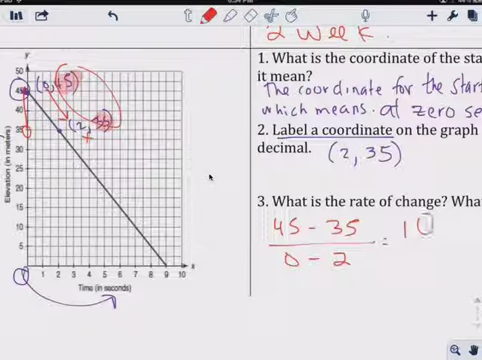 2 Week.
1. What is the coordinate of the sta
it mean?
The coordinate for the star
which means. at zero se
2. Label a coordinate on the graph
decimal. (2, 35)
3. What is the rate of change? Wha
45 - 35
0 - 2
= 10
y
50
45
40
35
30
25
20
15
10
5
(0, 45)
(2, 35)
Elevation (in meters)
1 2 3 4 5 6 7 8 9 10
x
Time (in seconds)